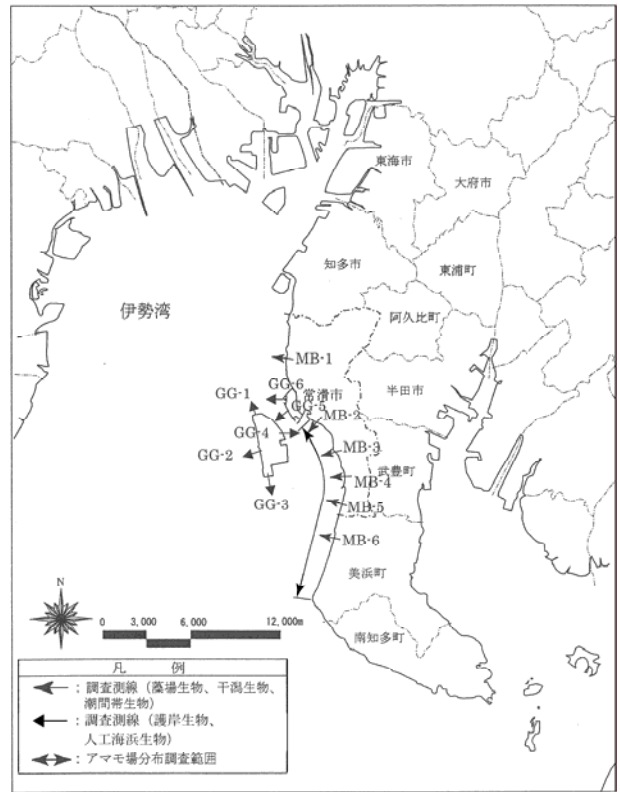 東海市
大府市
知多市
東浦町
伊勢湾
阿久比町
MB-1
半田市
GG-6
常滑市
GG-1
GG-5
MB-2
GG-4
MB-3
GG-2
武豊町
MB-4
GG-3
MB-5
MB-6
美浜町
N
0 3,000 6,000 12,000m
南知多町
凡 例
:調査測線(藻場生物、干潟生物、
潮間帯生物)
:調査測線(護岸生物、
人工海浜生物)
:アマモ場分布調査範囲